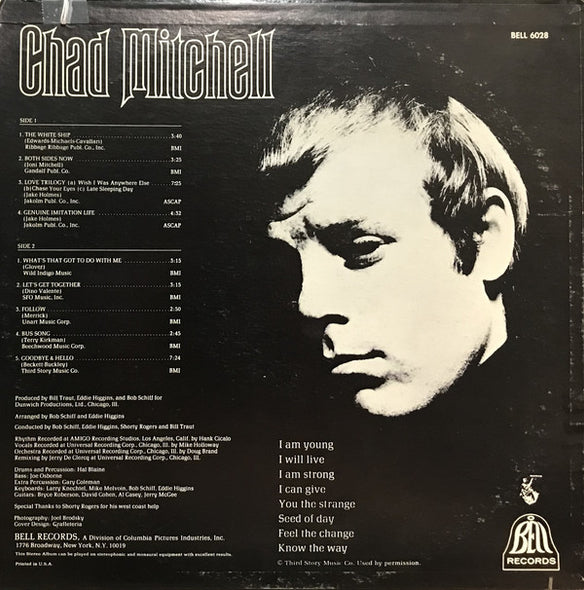 Chad Mitchell
BELL 6028
SIDE 1
1. THE WHITE SHIP 3:40
(Edwards-Michaels-Cavallari)
Ribbage Ribbage Publ. Co., Inc. BMI
2. BOTH SIDES NOW 3:25
(Joni Mitchell)
Gandalf Publ. Co. BMI
3. LOVE TRILOGY (a) Wish I Was Anywhere Else 7:25
(b) Chase Your Eyes (c) Late Sleeping Day
(Jake Holmes)
Jakolm Publ. Co., Inc. ASCAP
4. GENUINE IMITATION LIFE 4:32
(Jake Holmes)
Jakolm Publ. Co., Inc. ASCAP
SIDE 2
1. WHAT'S THAT GOT TO DO WITH ME 3:15
(Glover)
Wild Indigo Music BMI
2. LET'S GET TOGETHER 3:15
(Dino Valente)
SFO Music, Inc. BMI
3. FOLLOW 2:50
(Merrick)
Unart Music Corp. BMI
4. BUS SONG 2:45
(Terry Kirkman)
Beechwood Music Corp. BMI
5. GOODBYE & HELLO 7:24
(Beckett Buckley)
Third Story Music Co. BMI
Produced by Bill Traut, Eddie Higgins, and Bob Schiff for
Dunwich Productions, Ltd., Chicago, Ill.
Arranged by Bob Schiff and Eddie Higgins
Conducted by Bob Schiff, Eddie Higgins, Shorty Rogers and Bill Traut
Rhythm Recorded at AMIGO Recording Studios, Los Angeles, Calif. by Hank Cicalo
Vocals Recorded at Universal Recording Corp., Chicago, Ill. by Mike Holloway
Orchestra Recorded at Universal Recording Corp., Chicago, Ill. by Doug Brand
Remixing by Jerry De Clercq at Universal Recording Corp., Chicago, Ill.
Drums and Percussion: Hal Blaine
Bass: Joe Osborne
Extra Percussion: Gary Coleman
Keyboards: Larry Knechtel, Mike Melvoin, Bob Schiff, Eddie Higgins
Guitars: Bryce Roberson, David Cohen, Al Casey, Jerry McGee
Special Thanks to Shorty Rogers for his west coast help
Photography: Joel Brodsky
Cover Design: Graffiteria
BELL RECORDS, A Division of Columbia Pictures Industries, Inc.
1776 Broadway, New York, N.Y. 10019
This Stereo Album can be played on stereophonic and monaural equipment with excellent results.
Printed in U.S.A.
I am young
I will live
I am strong
I can give
You the strange
Seed of day
Feel the change
Know the way
© Third Story Music Co. Used by permission.
BELL
RECORDS